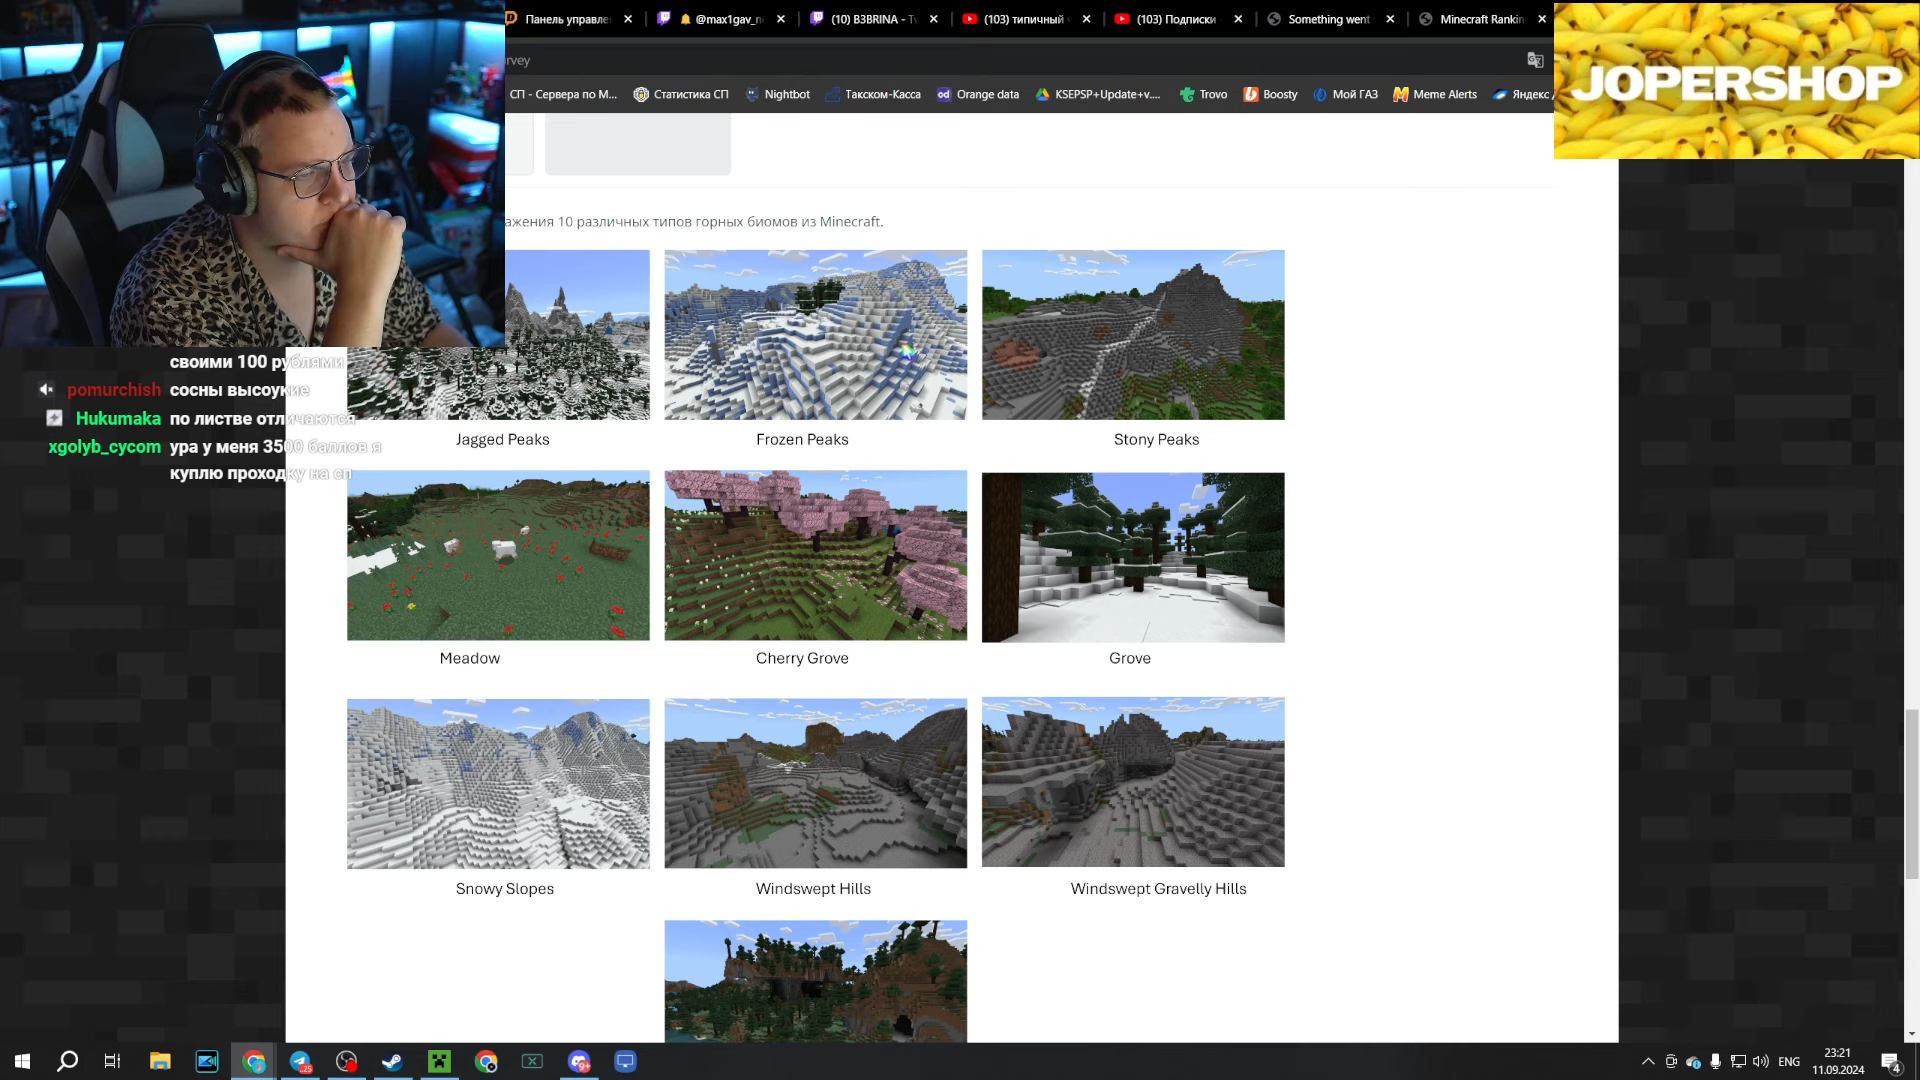 Панель управле
@max1gav_n
(10) B3BRINA - Tw
(103) типичный
(103) Подписки
Something went
Minecraft Rankin
rvey
JOPERSHOP
СП - Сервера по М...
Статистика СП
Nightbot
Такском-Касса
Orange data
KSEPSP+Update+v....
Trovo
Boosty
Мой ГАЗ
Meme Alerts
Яндекс
ажения 10 различных типов горных биомов из Minecraft.
своими 100 рублями
pomurchish сосны высоукие
Hukumaka по листве отличаются
xgolyb_cycom ура у меня 3500 баллов я
куплю проходку на сп
Jagged Peaks
Frozen Peaks
Stony Peaks
Meadow
Cherry Grove
Grove
Snowy Slopes
Windswept Hills
Windswept Gravelly Hills
25
9+
ENG
23:21
11.09.2024
4